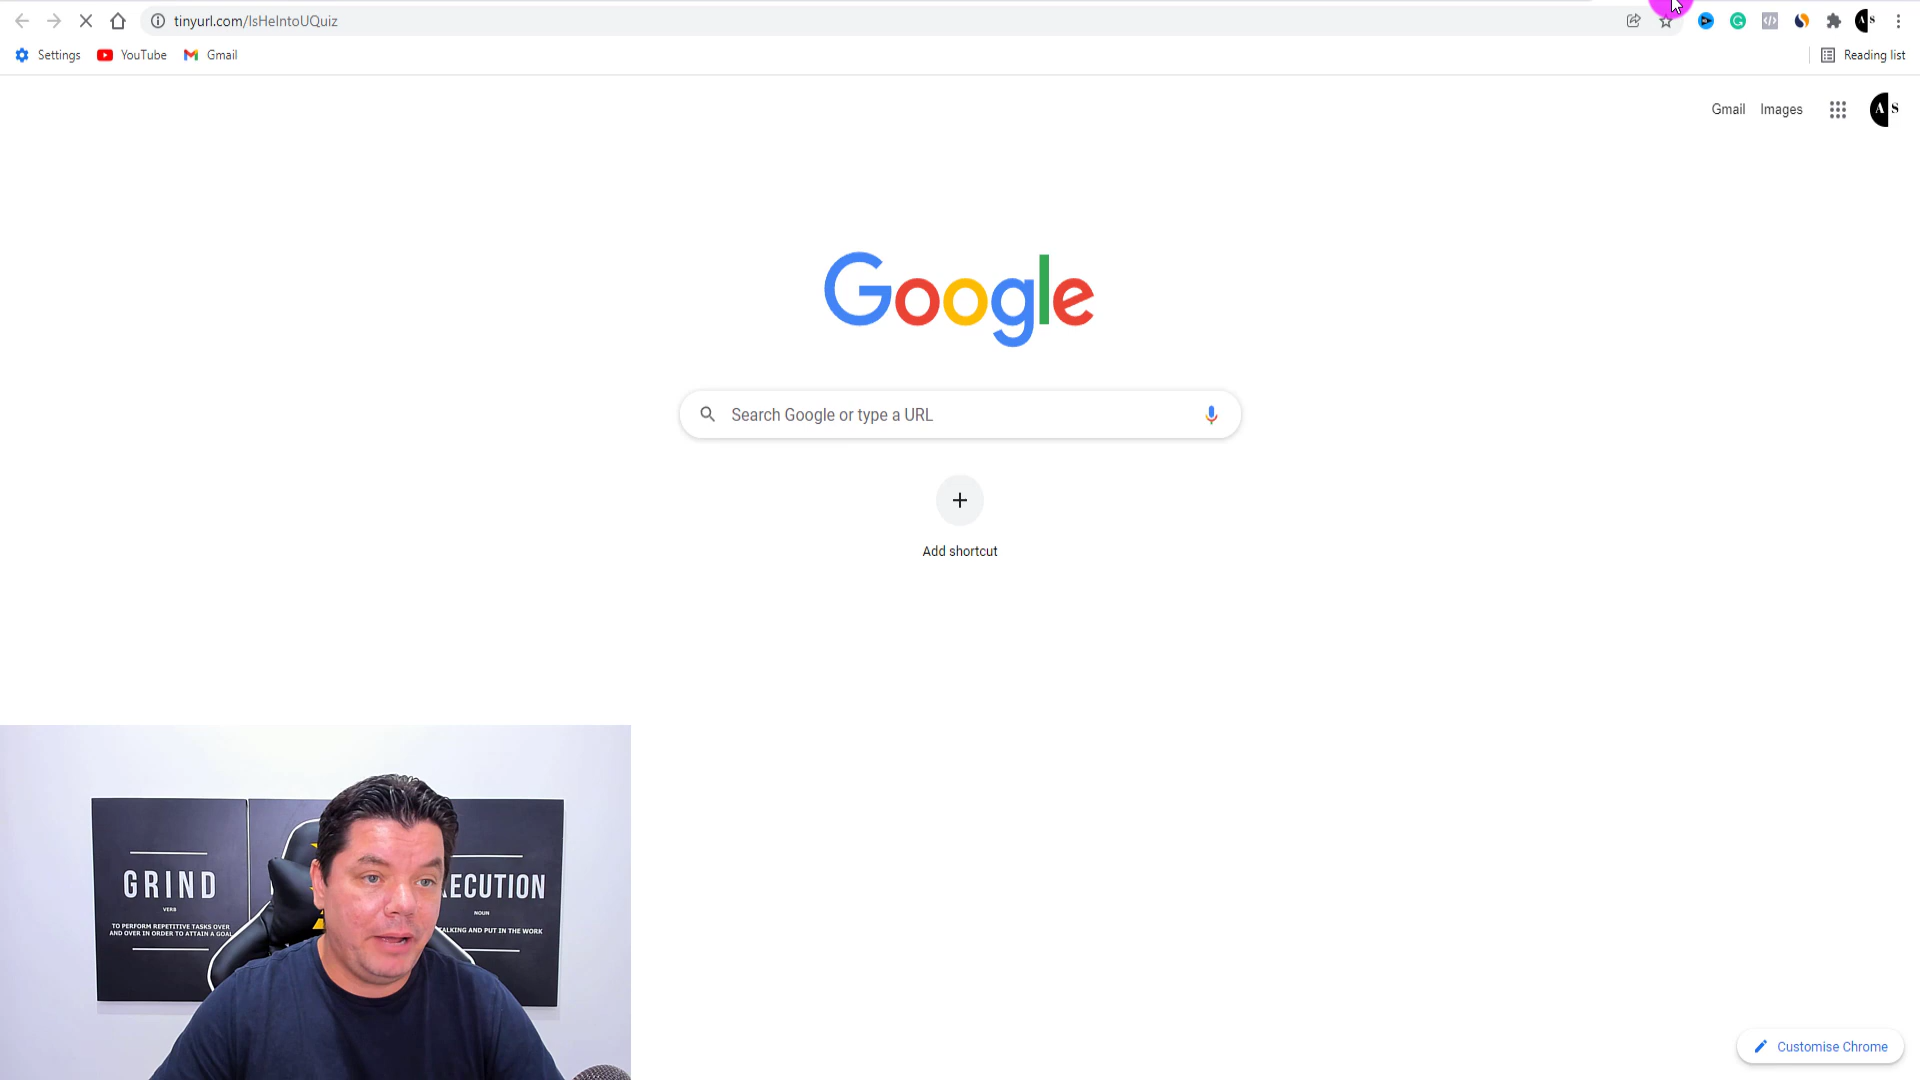 tinyurl.com/IsHeIntoUQuiz
Settings YouTube Gmail Reading list
Gmail Images A S
Google
Search Google or type a URL
Add shortcut
GRIND
VERB
TO PERFORM REPETITIVE TASKS OVER
AND OVER IN ORDER TO ATTAIN A GOAL
ECUTION
NOUN
TALKING AND PUT IN THE WORK
Customise Chrome